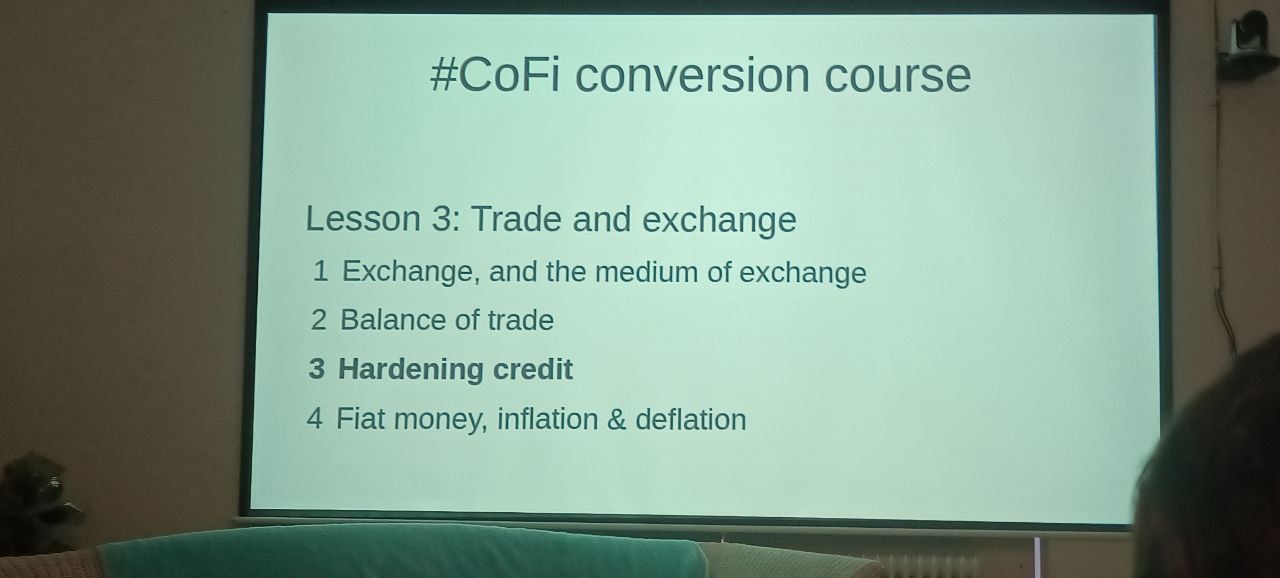 #CoFi conversion course
Lesson 3: Trade and exchange
1 Exchange, and the medium of exchange
2 Balance of trade
3 Hardening credit
4 Fiat money, inflation & deflation